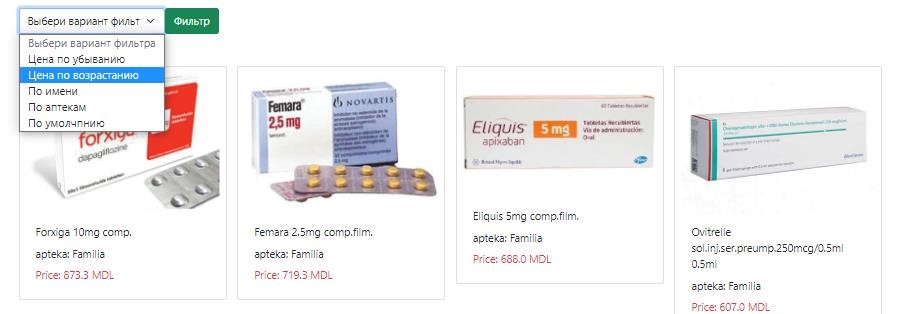 Выбери вариант фильт
Фильтр
Выбери вариант фильтра
Цена по убыванию
Цена по возрастанию
По имени
По аптекам
По умолчпнию
forxiga
dapagliflozine
Femara
2,5 mg
NOVARTIS
Eliquis
apixaban
5 mg
60 Tabletas Recubiertas
Tabletas Recubiertas
Vía de administración:
Oral
Forxiga 10mg comp.
apteka: Familia
Price: 873.3 MDL
Femara 2.5mg comp.film.
apteka: Familia
Price: 719.3 MDL
Eliquis 5mg comp.film.
apteka: Familia
Price: 688.0 MDL
Ovitrelle
sol.inj.ser.preump.250mcg/0.5ml
0.5ml
apteka: Familia
Price: 607.0 MDL